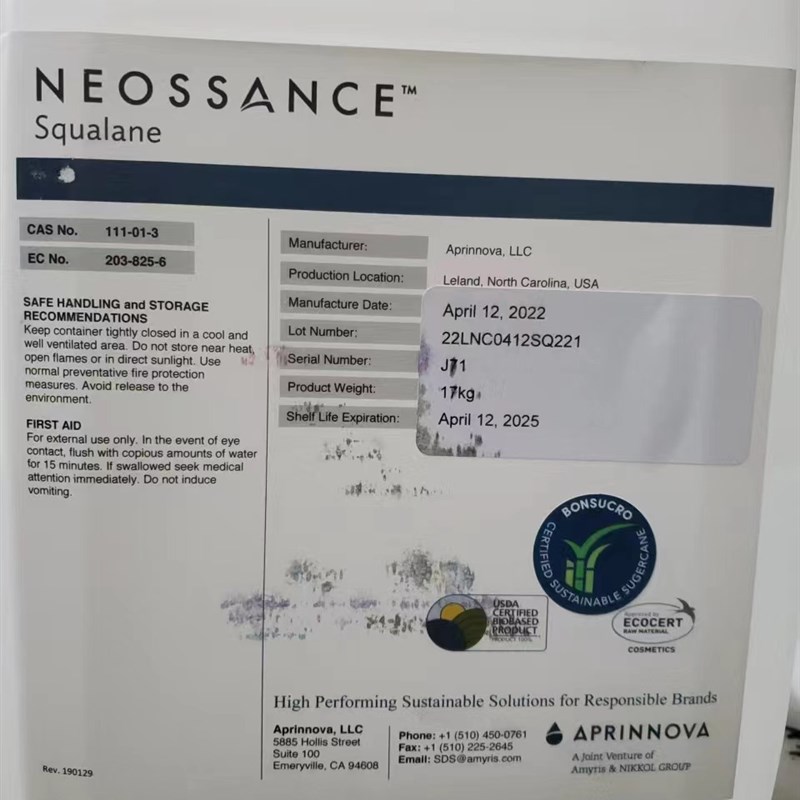 NEOSSANCE™
Squalane
CAS No. 111-01-3
EC No. 203-825-6
SAFE HANDLING and STORAGE
RECOMMENDATIONS
Keep container tightly closed in a cool and
well ventilated area. Do not store near heat,
open flames or in direct sunlight. Use
normal preventative fire protection
measures. Avoid release to the
environment.
FIRST AID
For external use only. In the event of eye
contact, flush with copious amounts of water
for 15 minutes. If swallowed seek medical
attention immediately. Do not induce
vomiting.
Manufacturer: Aprinnova, LLC
Production Location: Leland, North Carolina, USA
Manufacture Date: April 12, 2022
Lot Number: 22LNC0412SQ221
Serial Number: J71
Product Weight: 17kg
Shelf Life Expiration: April 12, 2025
BONSUCRO
CERTIFIED SUSTAINABLE SUGARCANE
USDA
CERTIFIED
BIOBASED
PRODUCT
Approved by
ECOCERT
RAW MATERIAL
COSMETICS
High Performing Sustainable Solutions for Responsible Brands
Aprinnova, LLC
5885 Hollis Street
Suite 100
Emeryville, CA 94608
Phone: +1 (510) 450-0761
Fax: +1 (510) 225-2645
Email: SDS@amyris.com
APRINNOVA
A Joint Venture of
Amyris & NIKKOL GROUP
Rev. 190129